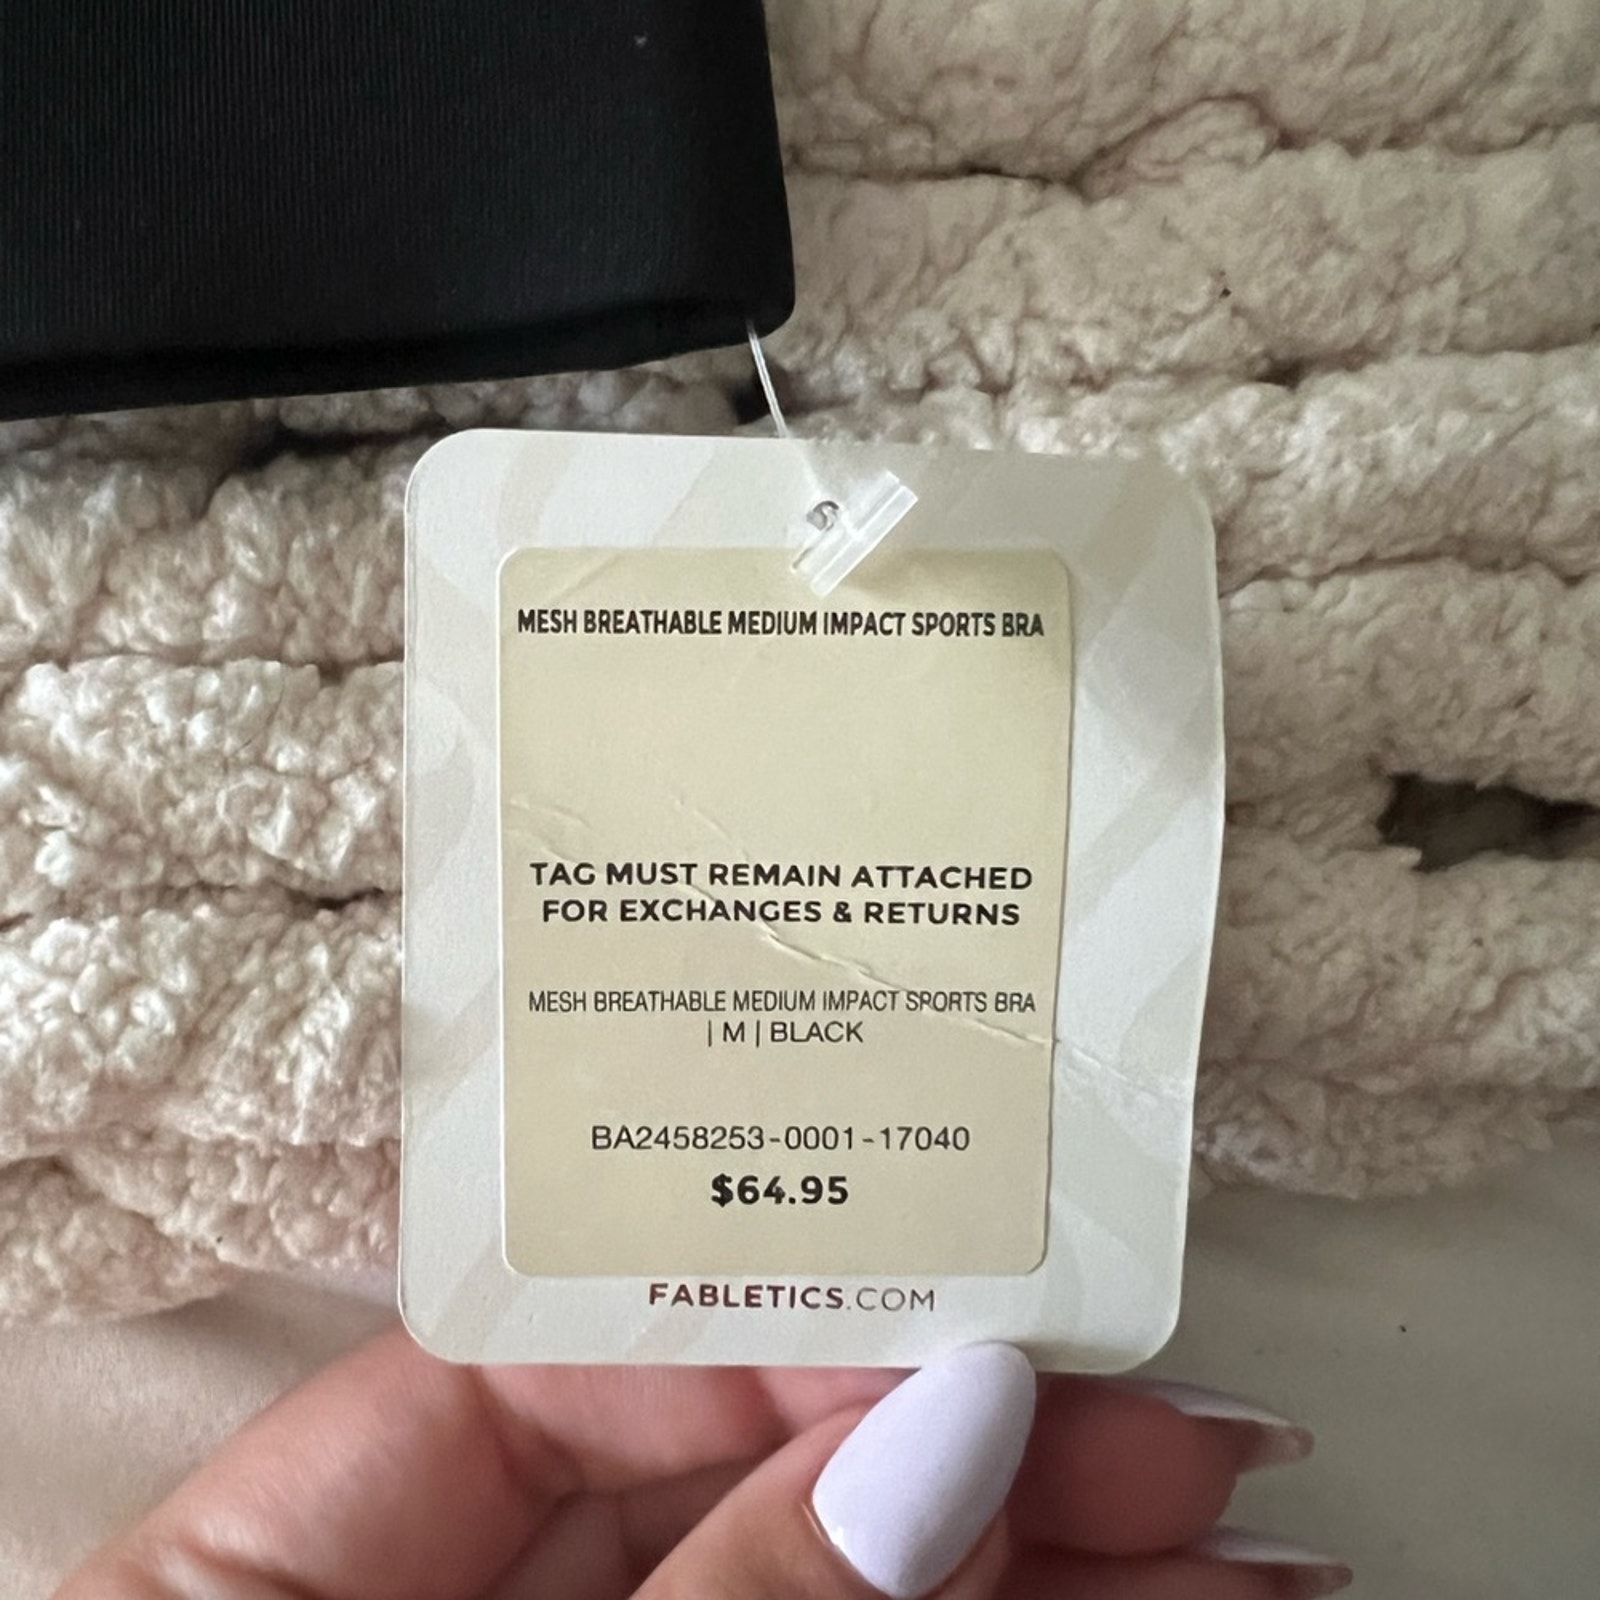 MESH BREATHABLE MEDIUM IMPACT SPORTS BRA
TAG MUST REMAIN ATTACHED
FOR EXCHANGES & RETURNS
MESH BREATHABLE MEDIUM IMPACT SPORTS BRA
| M | BLACK
BA2458253-0001-17040
$64.95
FABLETICS.COM